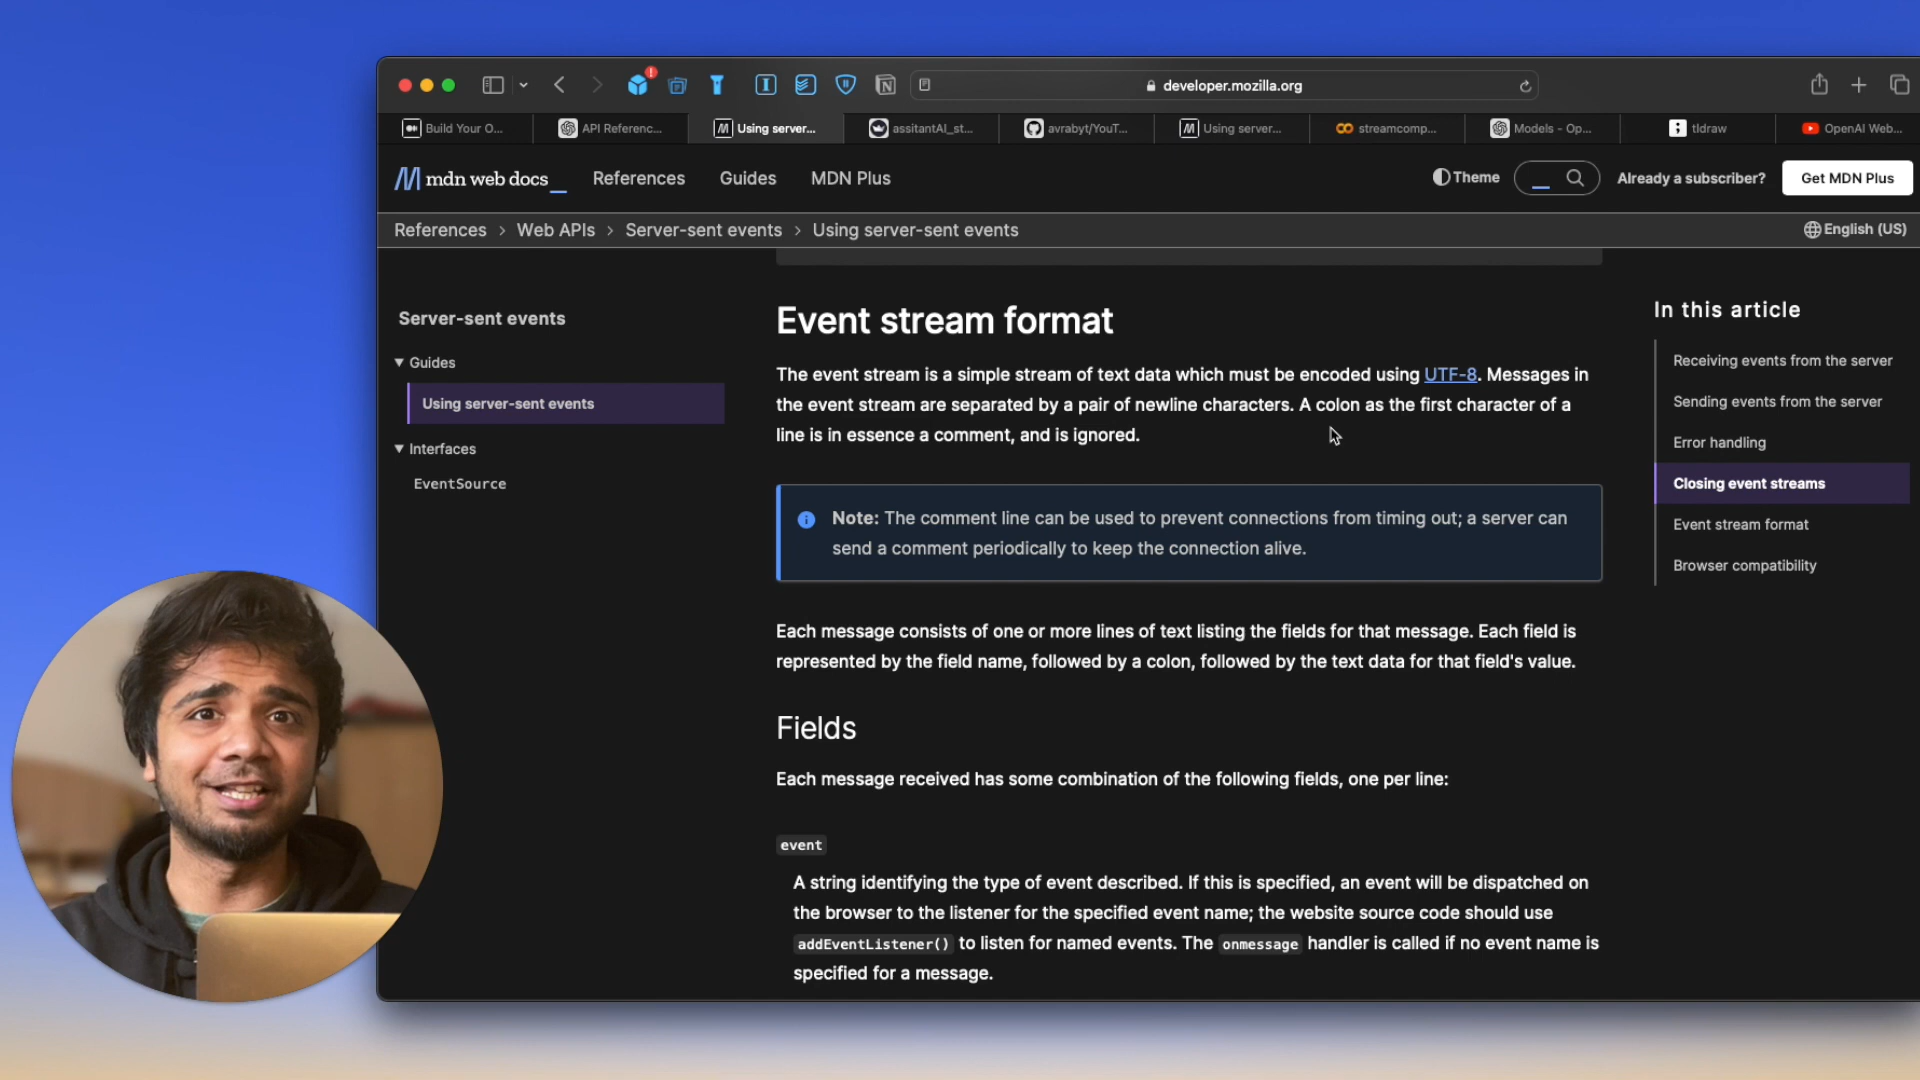 developer.mozilla.org
Build Your O...
API Referenc...
Using server...
assitantAI_st...
avrabyt/YouT...
Using server...
streamcomp...
Models - Op...
tldraw
OpenAI Web...
mdn web docs_
References
Guides
MDN Plus
Theme
Already a subscriber?
Get MDN Plus
References > Web APIs > Server-sent events > Using server-sent events
English (US)
Server-sent events
Guides
Using server-sent events
Interfaces
EventSource
Event stream format
The event stream is a simple stream of text data which must be encoded using UTF-8. Messages in
the event stream are separated by a pair of newline characters. A colon as the first character of a
line is in essence a comment, and is ignored.
Note: The comment line can be used to prevent connections from timing out; a server can
send a comment periodically to keep the connection alive.
Each message consists of one or more lines of text listing the fields for that message. Each field is
represented by the field name, followed by a colon, followed by the text data for that field's value.
Fields
Each message received has some combination of the following fields, one per line:
event
A string identifying the type of event described. If this is specified, an event will be dispatched on
the browser to the listener for the specified event name; the website source code should use
addEventListener() to listen for named events. The onmessage handler is called if no event name is
specified for a message.
In this article
Receiving events from the server
Sending events from the server
Error handling
Closing event streams
Event stream format
Browser compatibility